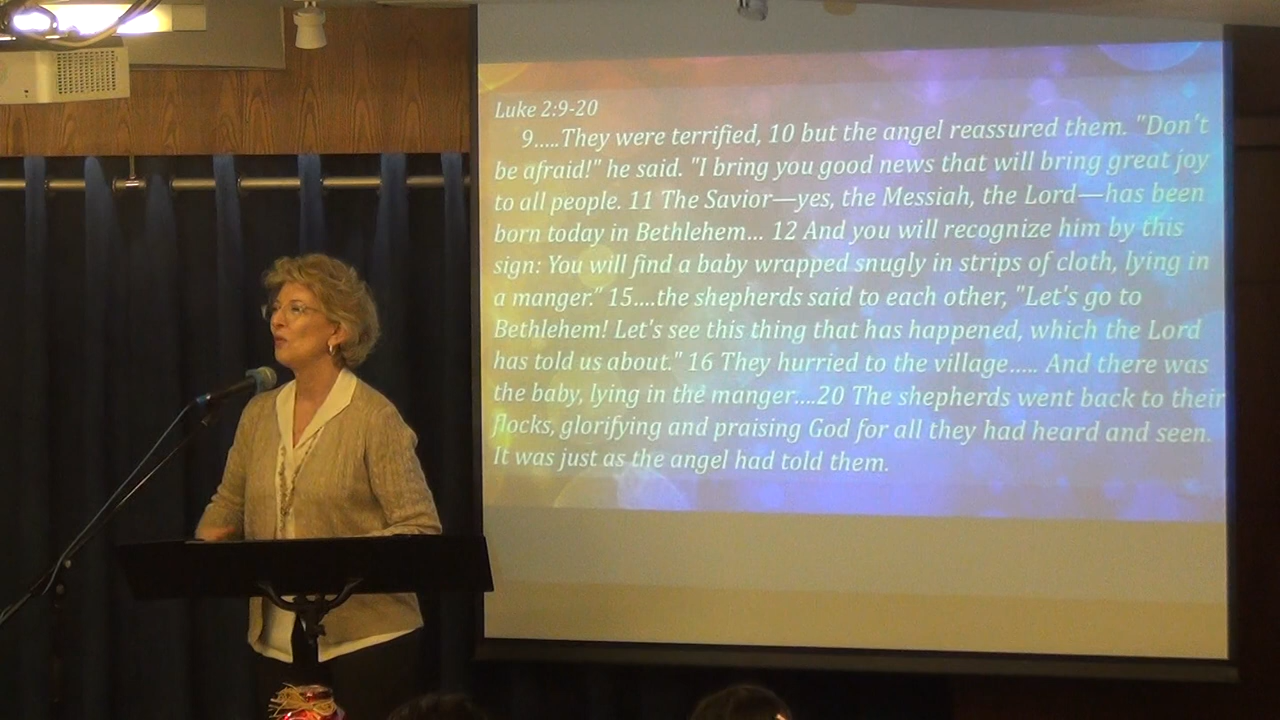 Luke 2:9-20
9.....They were terrified, 10 but the angel reassured them. "Don't
be afraid!" he said. "I bring you good news that will bring great joy
to all people. 11 The Savior—yes, the Messiah, the Lord—has been
born today in Bethlehem... 12 And you will recognize him by this
sign: You will find a baby wrapped snugly in strips of cloth, lying in
a manger." 15....the shepherds said to each other, "Let's go to
Bethlehem! Let's see this thing that has happened, which the Lord
has told us about." 16 They hurried to the village..... And there was
the baby, lying in the manger....20 The shepherds went back to their
flocks, glorifying and praising God for all they had heard and seen.
It was just as the angel had told them.